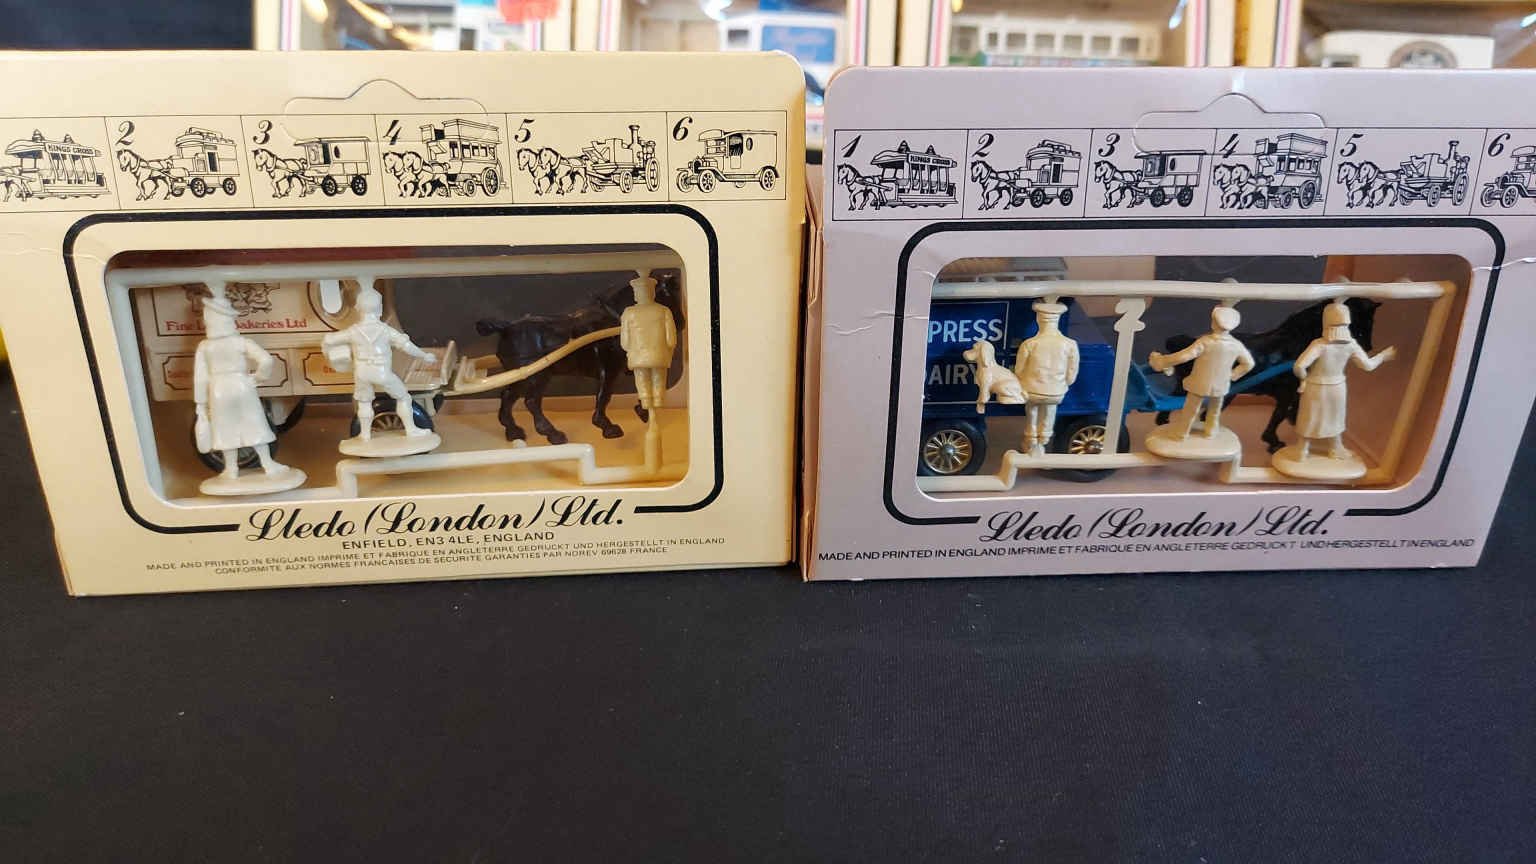 KINGS CROSS
2 3 4 5 6
Fine Bakeries Ltd
Lledo (London) Ltd.
ENFIELD, EN3 4LE, ENGLAND
MADE AND PRINTED IN ENGLAND IMPRIME ET FABRIQUE EN ANGLETERRE GEDRUCKT UND HERGESTELLT IN ENGLAND
CONFORMITE AUX NORMES FRANCAISES DE SECURITE GARANTIES PAR NOREV 69628 FRANCE
1 2 3 4 5 6
KINGS CROSS
PRESS
AIRY
Lledo (London) Ltd.
MADE AND PRINTED IN ENGLAND IMPRIME ET FABRIQUE EN ANGLETERRE GEDRUCKT UND HERGESTELLT IN ENGLAND